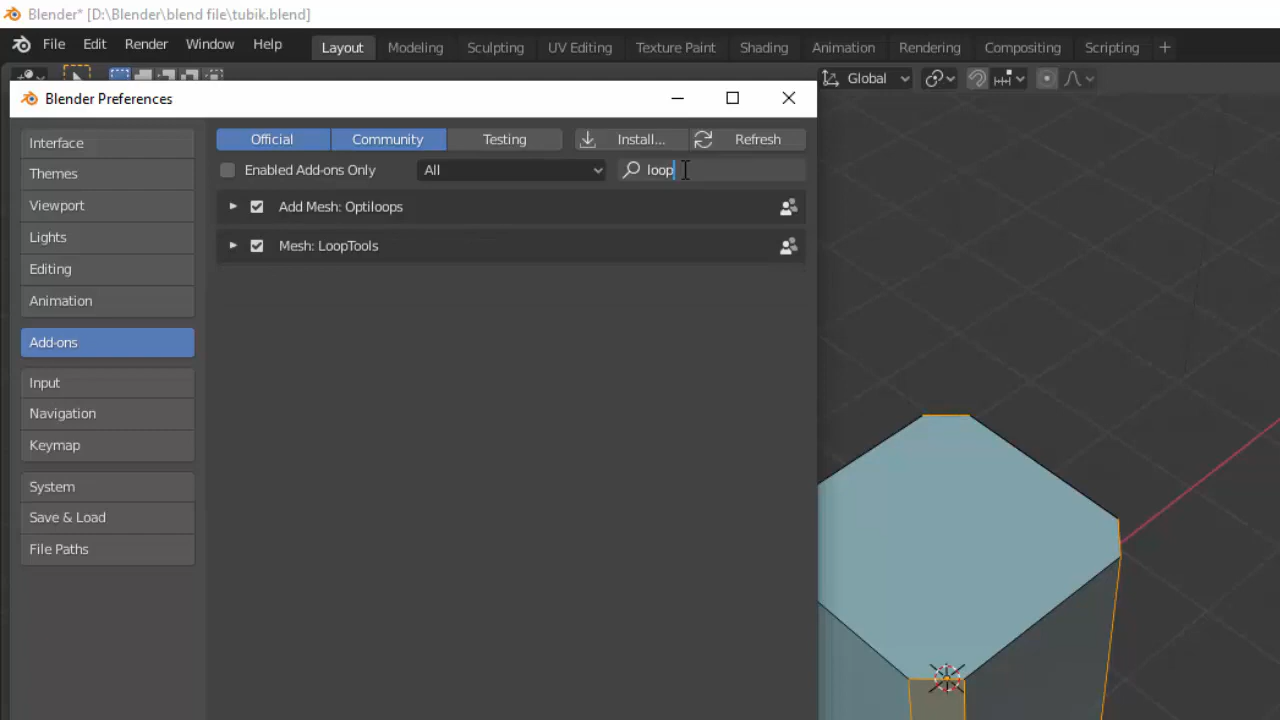 Blender* [D:\Blender\blend file\tubik.blend]
File Edit Render Window Help Layout Modeling Sculpting UV Editing Texture Paint Shading Animation Rendering Compositing Scripting +
Global
Blender Preferences
Interface
Themes
Viewport
Lights
Editing
Animation
Add-ons
Input
Navigation
Keymap
System
Save & Load
File Paths
Official Community Testing Install... Refresh
Enabled Add-ons Only All loop
Add Mesh: Optiloops
Mesh: LoopTools